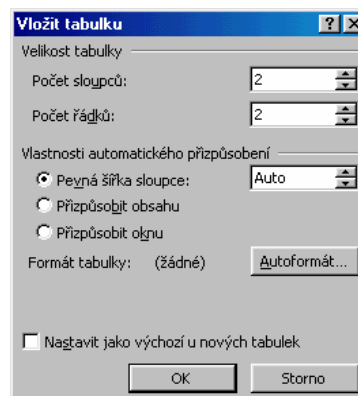 Vložit tabulku
Velikost tabulky
Počet sloupců: 2
Počet řádků: 2
Vlastnosti automatického přizpůsobení
Pevná šířka sloupce: Auto
Přizpůsobit obsahu
Přizpůsobit oknu
Formát tabulky: (žádné) Autoformát...
Nastavit jako výchozí u nových tabulek
OK Storno